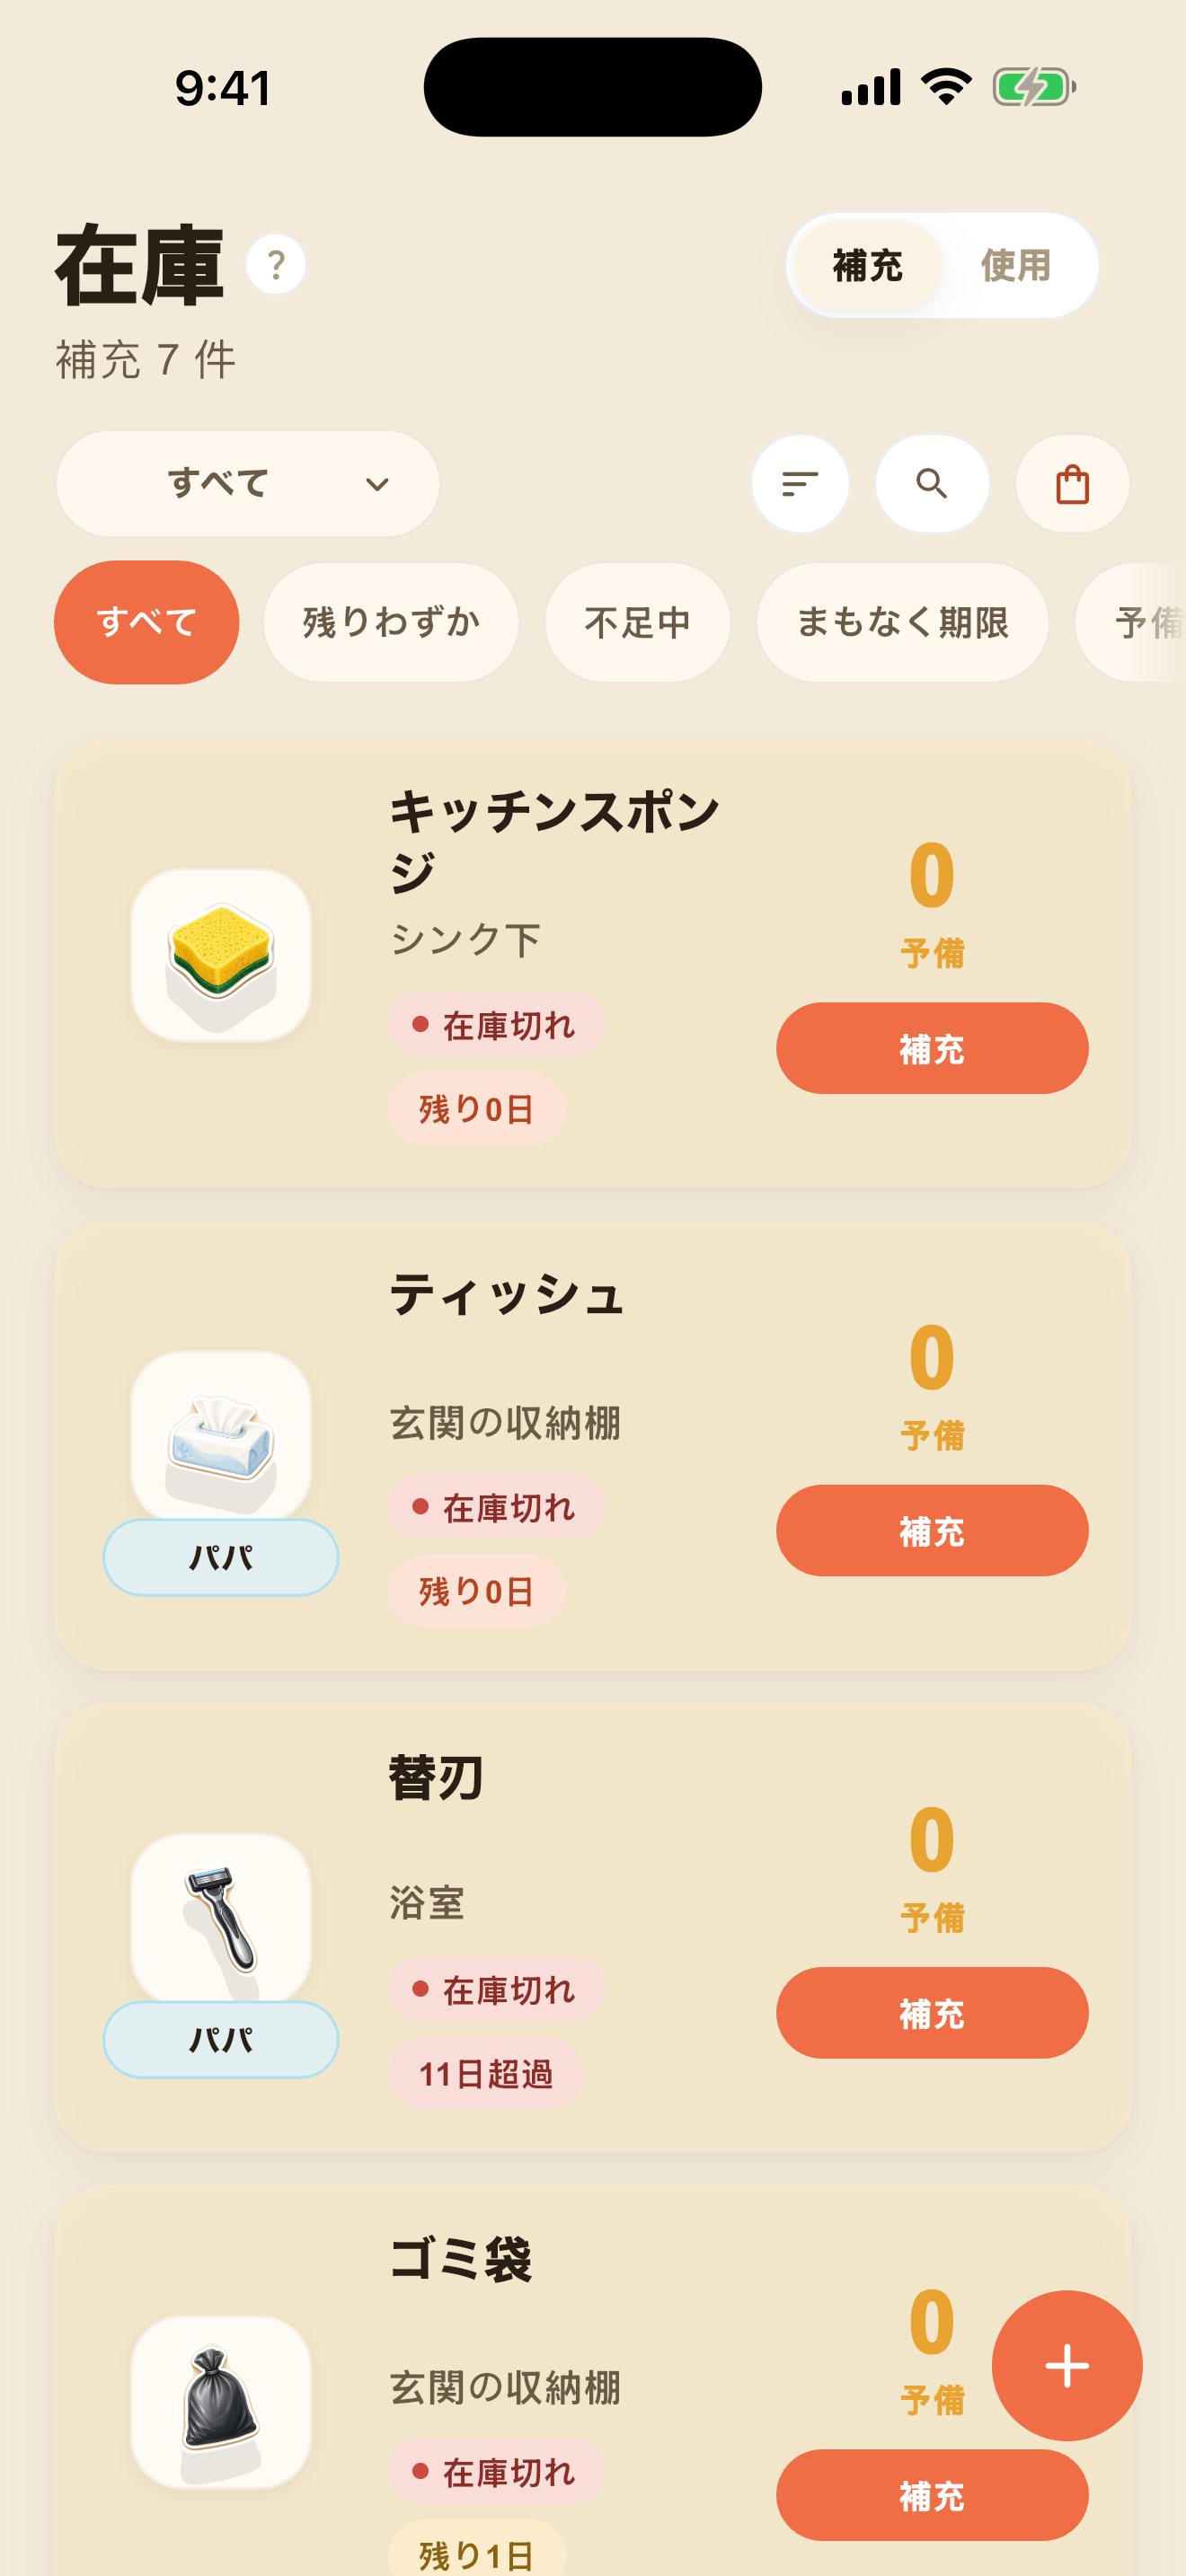 9:41
在庫 ?
補充 使用
補充 7 件
すべて
すべて 残りわずか 不足中 まもなく期限 予備
キッチンスポン
ジ
シンク下
在庫切れ
残り0日
0
予備
補充
ティッシュ
玄関の収納棚
在庫切れ
残り0日
パパ
0
予備
補充
替刃
浴室
在庫切れ
11日超過
パパ
0
予備
補充
ゴミ袋
玄関の収納棚
在庫切れ
残り1日
0
予備
補充